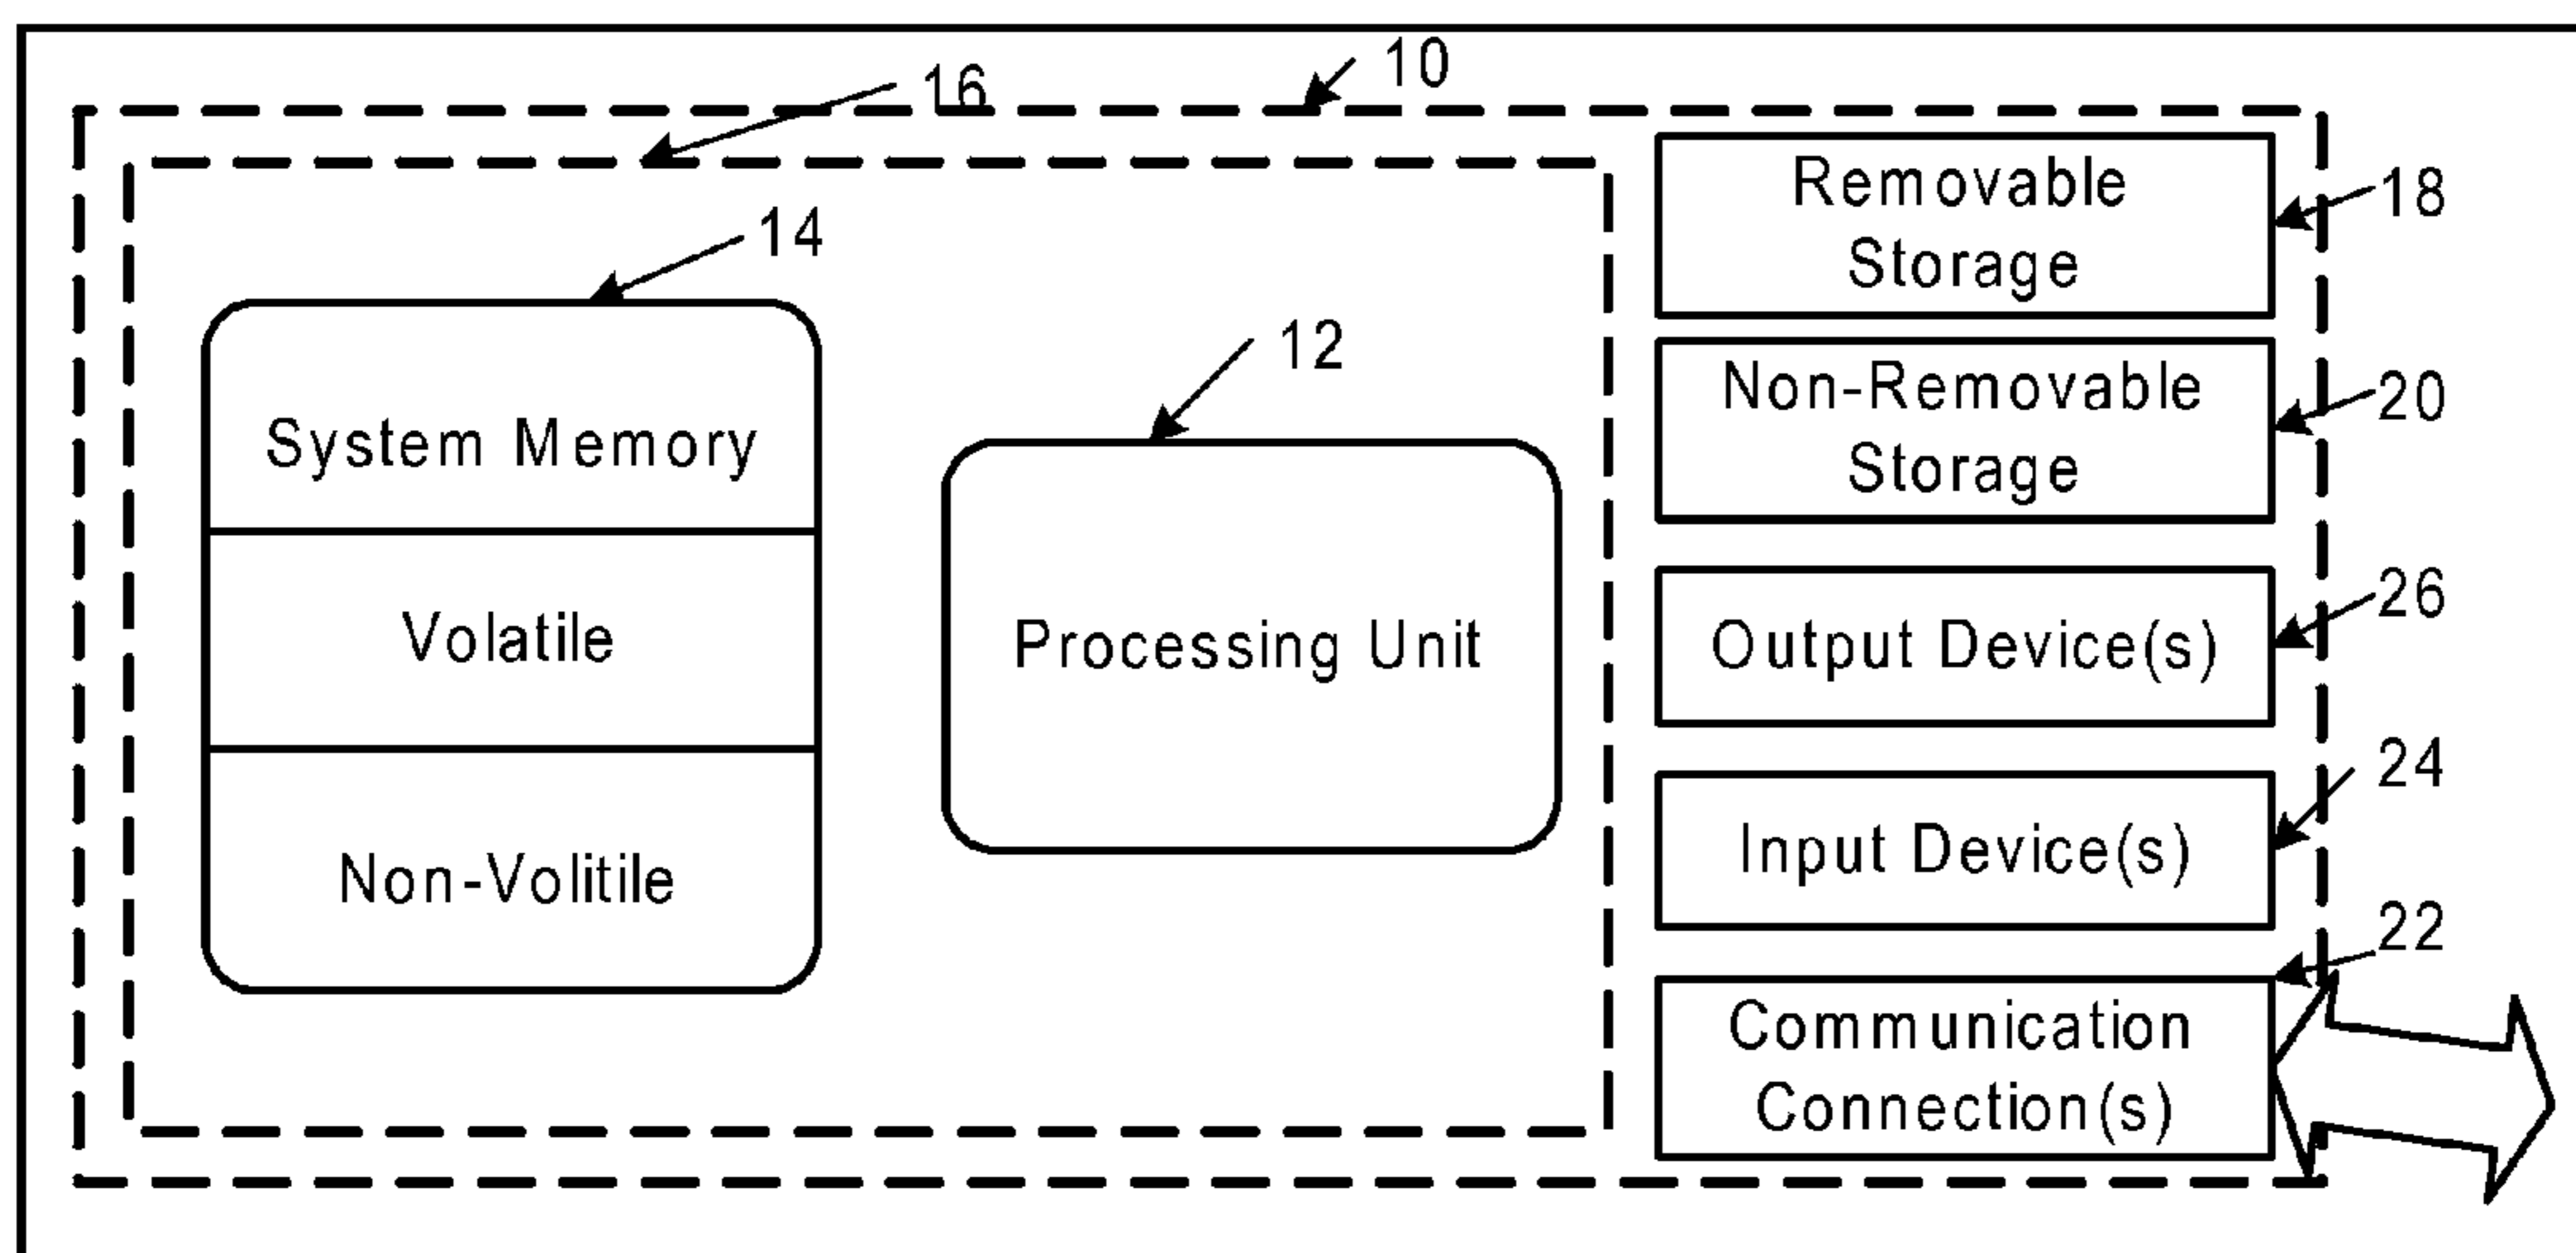 10
16
Removable
Storage
18
14
12
Non-Removable
Storage
20
System Memory
Volatile
Non-Volitile
Processing Unit
Output Device(s)
26
Input Device(s)
24
22
Communication
Connection(s)